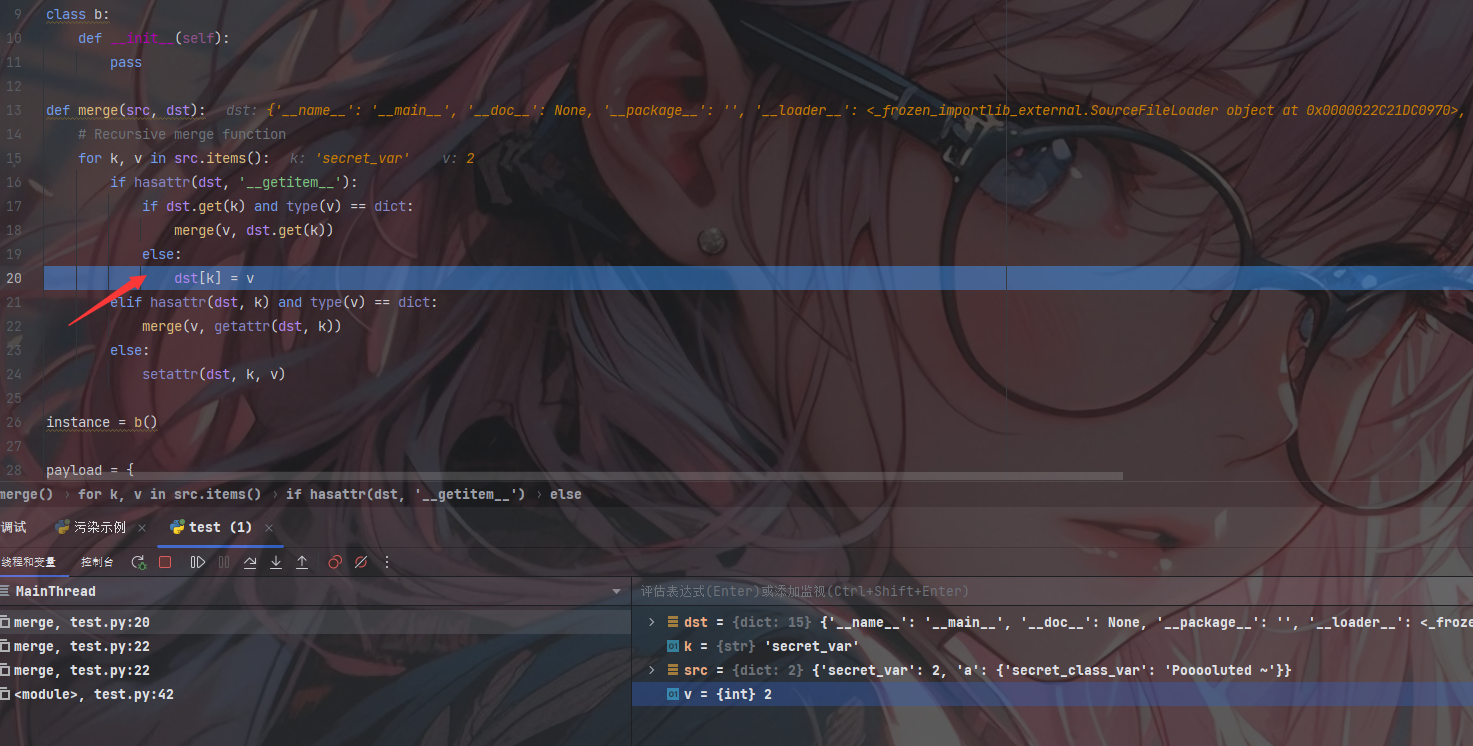 9 class b:
10 def __init__(self):
11 pass
12
13 def merge(src, dst): dst: {'__name__': '__main__', '__doc__': None, '__package__': '', '__loader__': <_frozen_importlib_external.SourceFileLoader object at 0x0000022C21DC0970>,
14 # Recursive merge function
15 for k, v in src.items(): k: 'secret_var' v: 2
16 if hasattr(dst, '__getitem__'):
17 if dst.get(k) and type(v) == dict:
18 merge(v, dst.get(k))
19 else:
20 dst[k] = v
21 elif hasattr(dst, k) and type(v) == dict:
22 merge(v, getattr(dst, k))
23 else:
24 setattr(dst, k, v)
25
26 instance = b()
27
28 payload = {
merge() › for k, v in src.items() › if hasattr(dst, '__getitem__') › else
调试 污染示例 × test (1) ×
线程和变量 控制台
MainThread
评估表达式(Enter)或添加监视(Ctrl+Shift+Enter)
merge, test.py:20
merge, test.py:22
merge, test.py:22
<module>, test.py:42
dst = {dict: 15} {'__name__': '__main__', '__doc__': None, '__package__': '', '__loader__': <_froze
k = {str} 'secret_var'
src = {dict: 2} {'secret_var': 2, 'a': {'secret_class_var': 'Pooooluted ~'}}
v = {int} 2